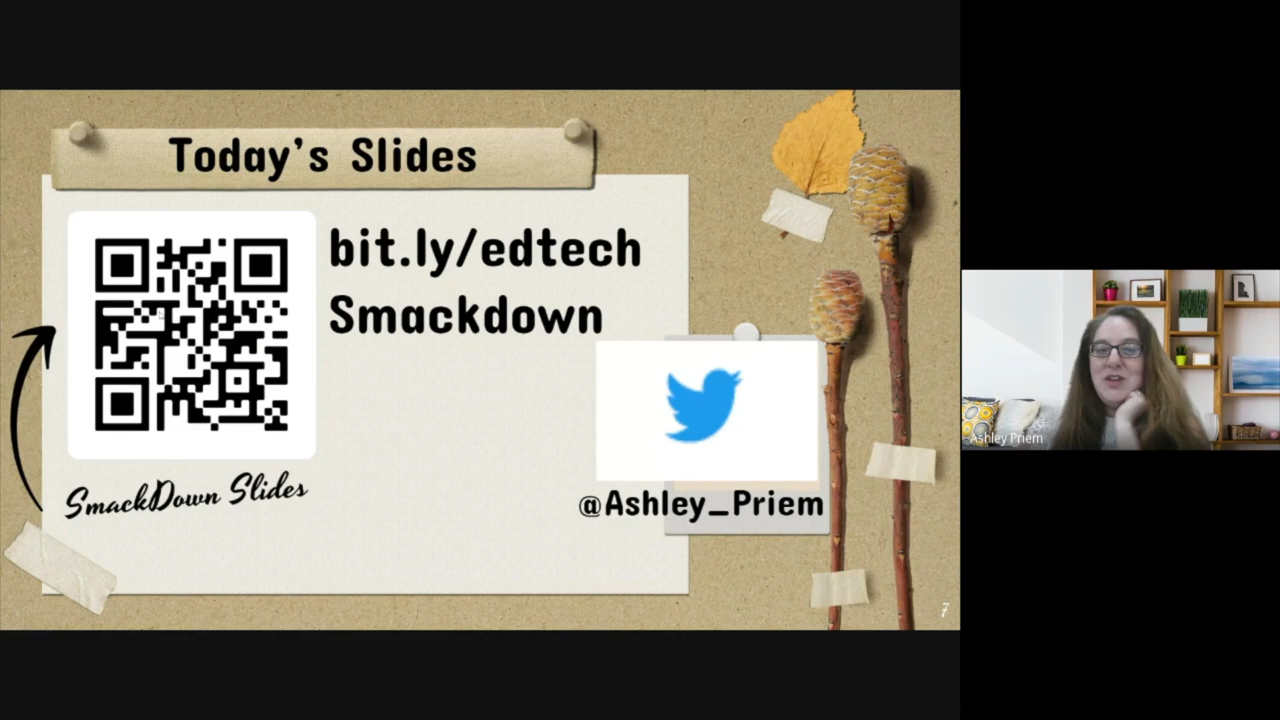 Today's Slides
bit.ly/edtech
Smackdown
SmackDown Slides
@Ashley_Priem
7
Ashley Priem